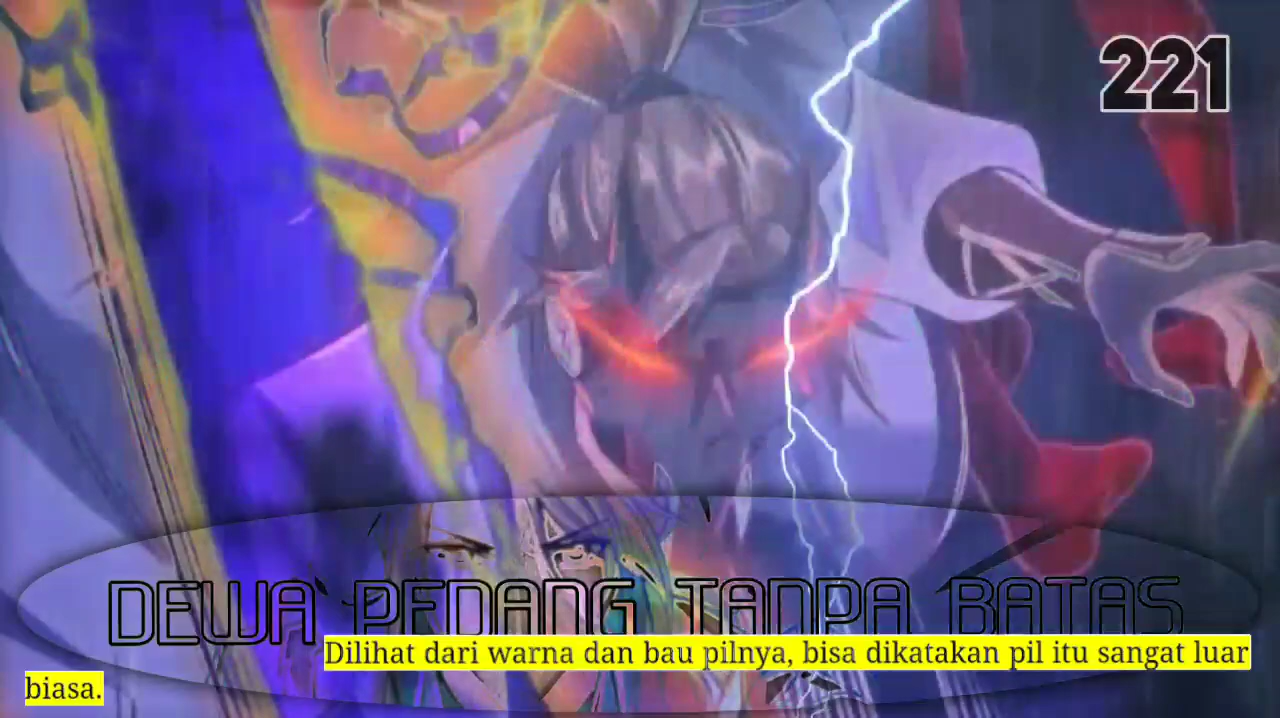 221
DEWA PEDANG TANPA BATAS
Dilihat dari warna dan bau pilnya, bisa dikatakan pil itu sangat luar
biasa.